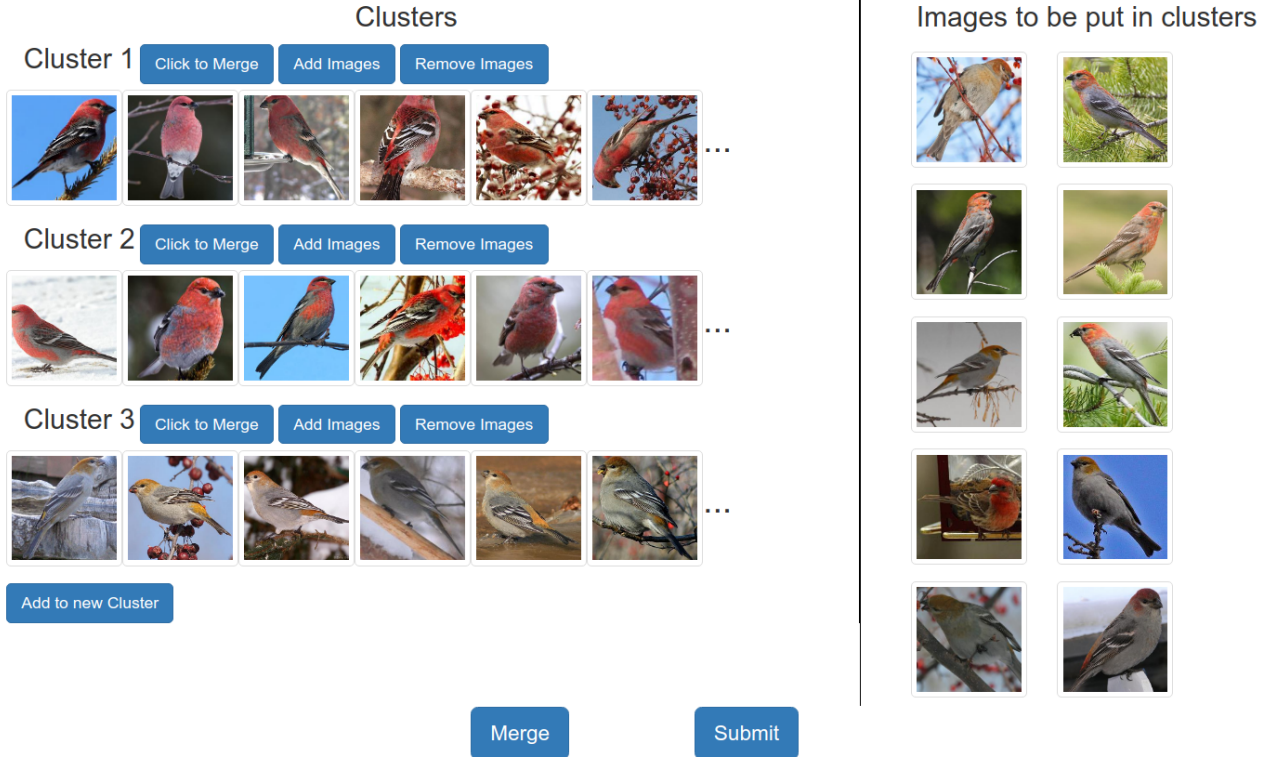 Clusters
Images to be put in clusters
Cluster 1 Click to Merge Add Images Remove Images
...
Cluster 2 Click to Merge Add Images Remove Images
...
Cluster 3 Click to Merge Add Images Remove Images
...
Add to new Cluster
Merge Submit